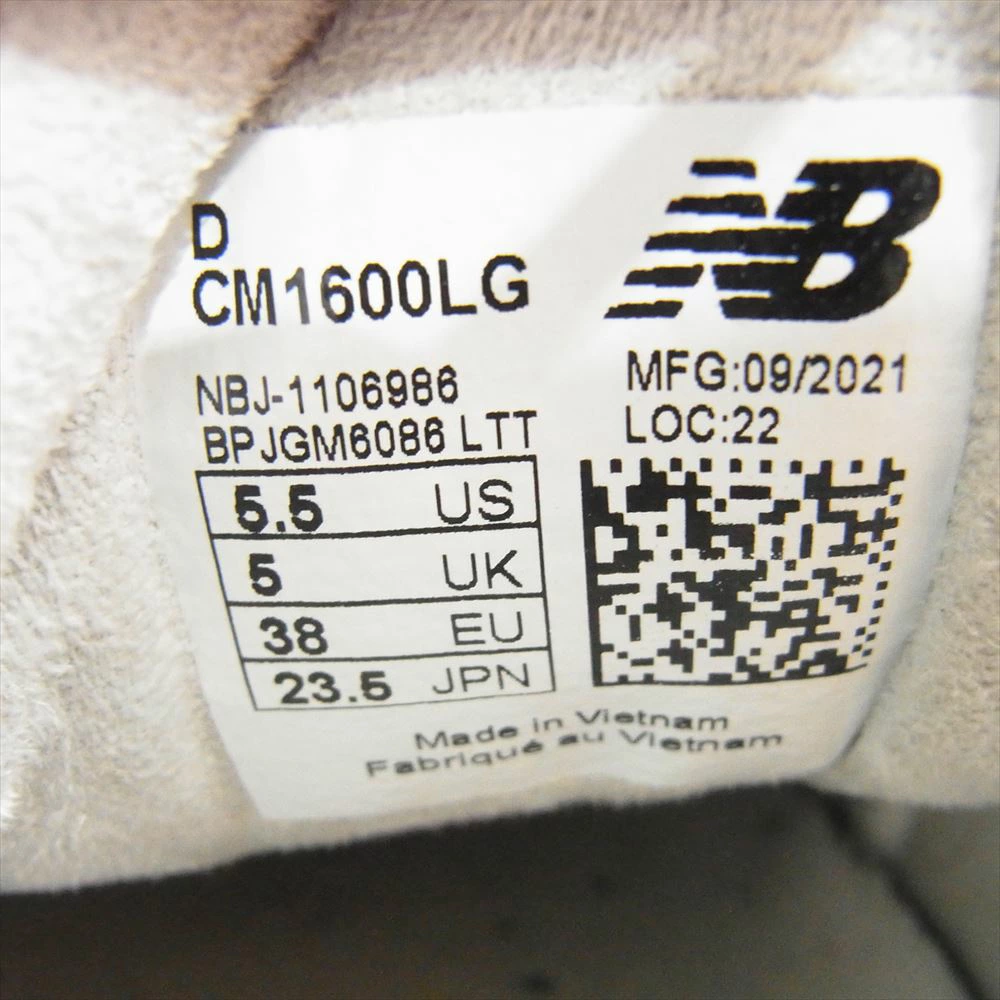 D
CM1600LG
NB
NBJ-1106986
BPJGM6086 LTT
MFG:09/2021
LOC:22
5.5 US
5 UK
38 EU
23.5 JPN
Made in Vietnam
Fabriqué au Vietnam